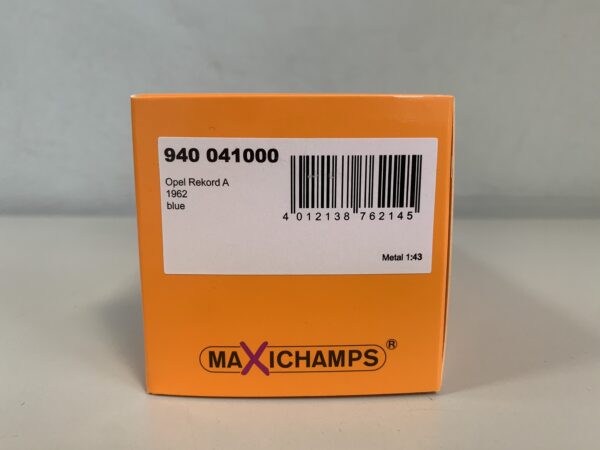 940 041000
Opel Rekord A
1962
blue
4 012138 762145
Metal 1:43
MAXICHAMPS®